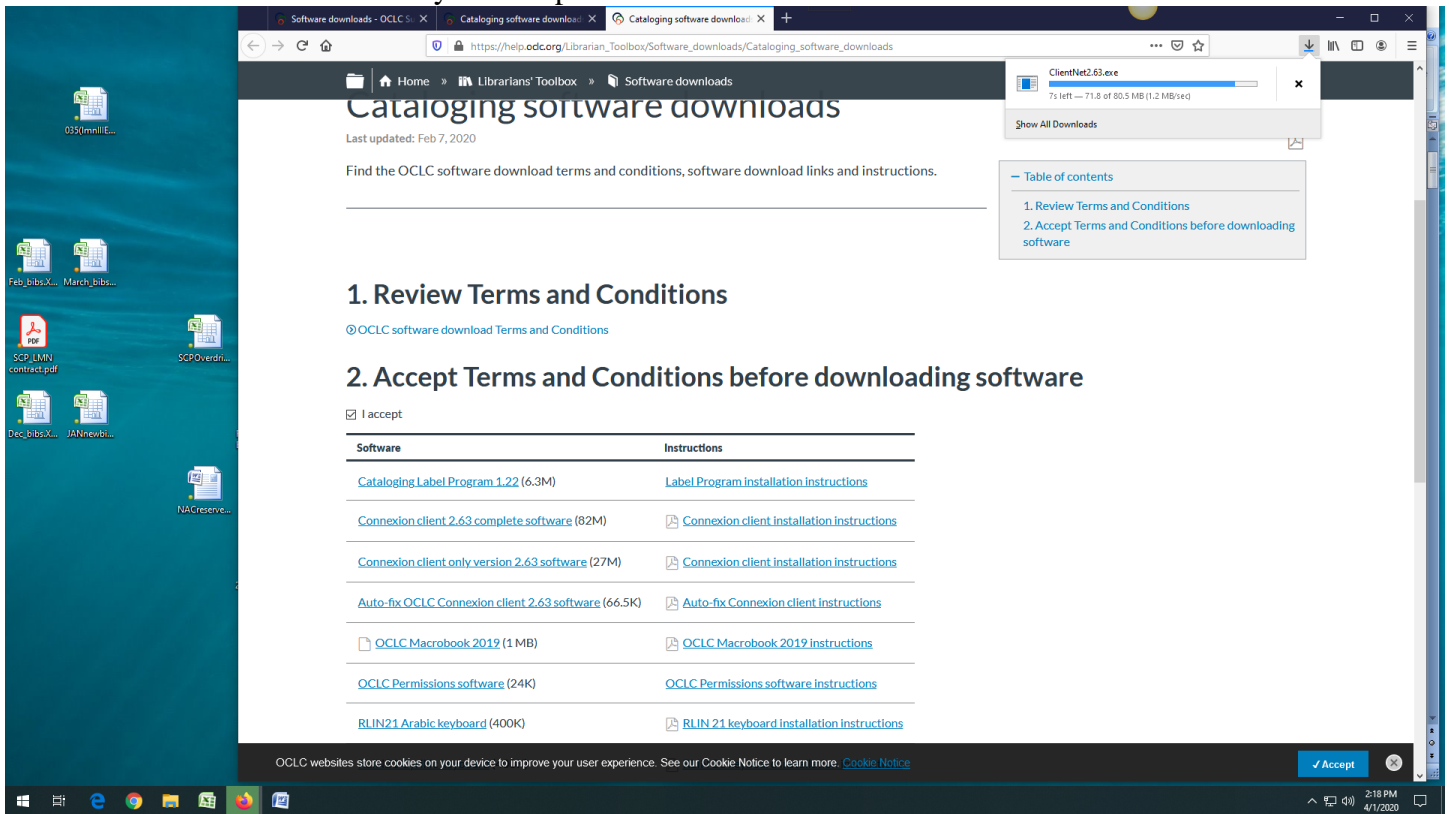 Software downloads - OCLC Su
Cataloging software download
Cataloging software download
https://help.oclc.org/Librarian_Toolbox/Software_downloads/Cataloging_software_downloads
Home » Librarians' Toolbox » Software downloads
ClientNet2.63.exe
7s left — 71.8 of 80.5 MB (1.2 MB/sec)
Show All Downloads
Cataloging software downloads
Last updated: Feb 7, 2020
Find the OCLC software download terms and conditions, software download links and instructions.
Table of contents
1. Review Terms and Conditions
2. Accept Terms and Conditions before downloading
software
1. Review Terms and Conditions
OCLC software download Terms and Conditions
2. Accept Terms and Conditions before downloading software
I accept
Software Instructions
Cataloging Label Program 1.22 (6.3M) Label Program installation instructions
Connexion client 2.63 complete software (82M) Connexion client installation instructions
Connexion client only version 2.63 software (27M) Connexion client installation instructions
Auto-fix OCLC Connexion client 2.63 software (66.5K) Auto-fix Connexion client instructions
OCLC Macrobook 2019 (1 MB) OCLC Macrobook 2019 instructions
OCLC Permissions software (24K) OCLC Permissions software instructions
RLIN21 Arabic keyboard (400K) RLIN 21 keyboard installation instructions
OCLC websites store cookies on your device to improve your user experience. See our Cookie Notice to learn more. Cookie Notice
Accept
Feb_bibs.X... March_bibs...
PDF
SCP_LMN
contract.pdf
SCPOverdri...
Dec_bibs.X... JANnewbi...
NACreserve...
2:18 PM
4/1/2020